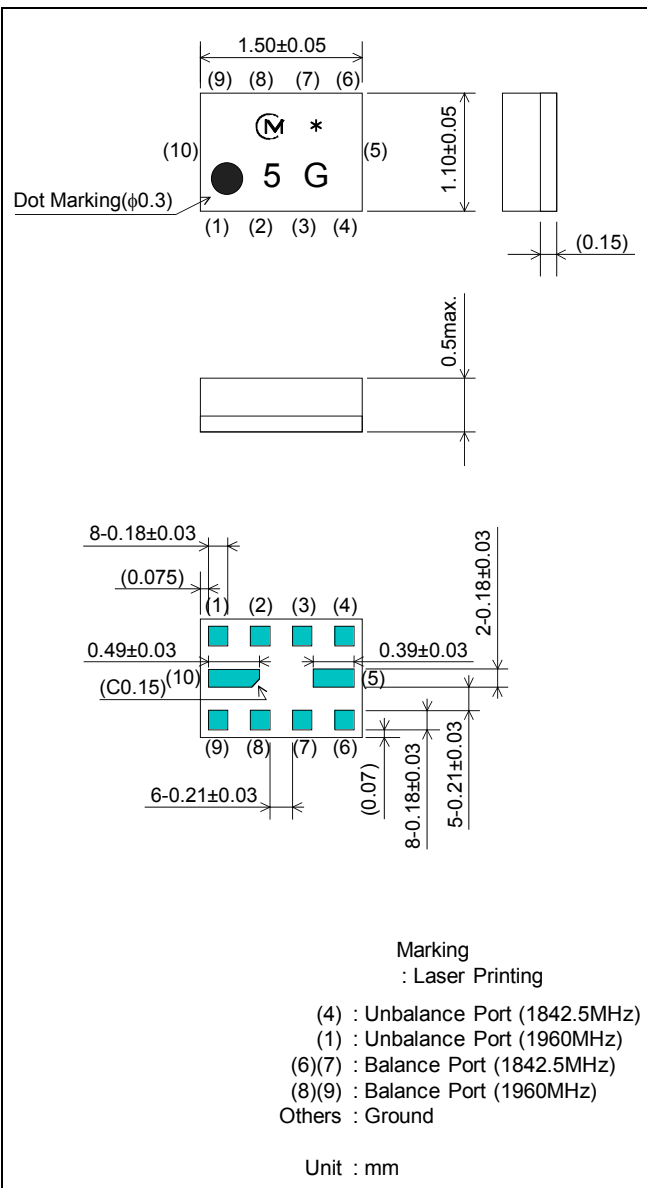 1.50±0.05
(9) (8) (7) (6)
M *
(10) (5)
1.10±0.05
5 G
Dot Marking(ϕ0.3)
(1) (2) (3) (4)
(0.15)
0.5max.
8-0.18±0.03
(0.075)
2-0.18±0.03
(1) (2) (3) (4)
0.49±0.03 0.39±0.03
(10) (5)
(C0.15)
(9) (8) (7) (6)
6-0.21±0.03
(0.07)
8-0.18±0.03
5-0.21±0.03
Marking
: Laser Printing
(4) : Unbalance Port (1842.5MHz)
(1) : Unbalance Port (1960MHz)
(6)(7) : Balance Port (1842.5MHz)
(8)(9) : Balance Port (1960MHz)
Others : Ground
Unit : mm